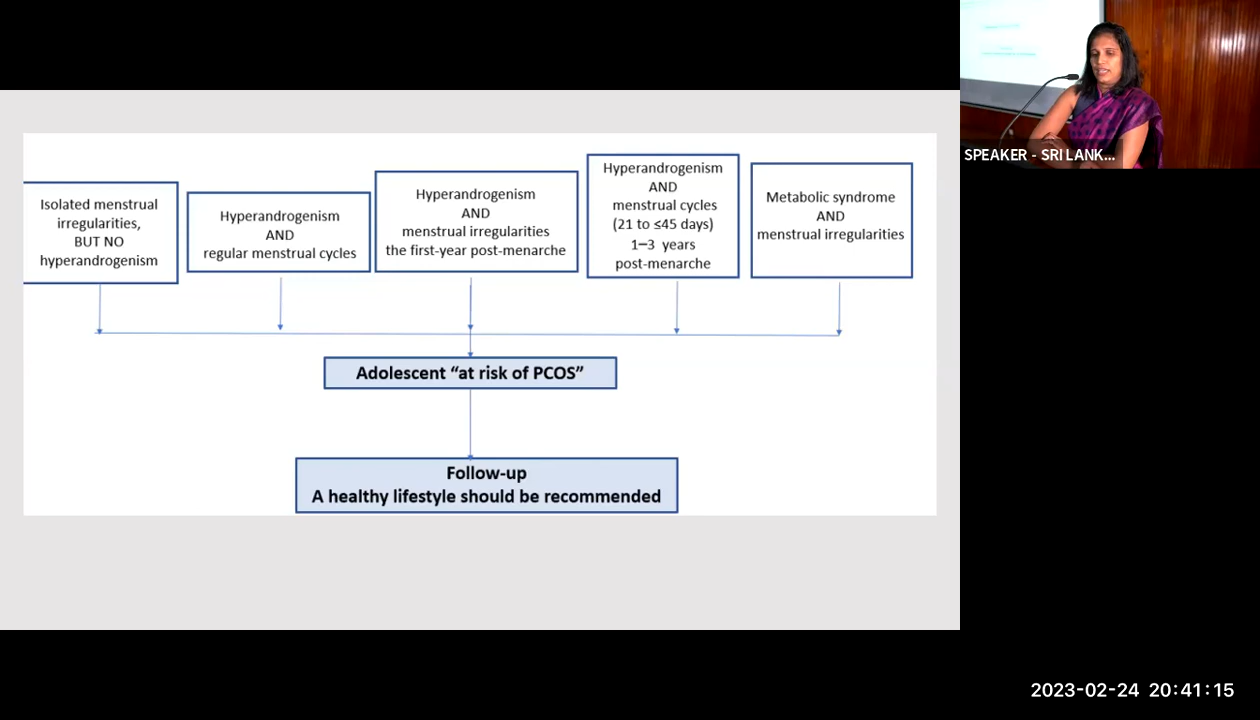 Isolated menstrual
irregularities,
BUT NO
hyperandrogenism
Hyperandrogenism
AND
regular menstrual cycles
Hyperandrogenism
AND
menstrual irregularities
the first-year post-menarche
Hyperandrogenism
AND
menstrual cycles
(21 to ≤45 days)
1–3 years
post-menarche
Metabolic syndrome
AND
menstrual irregularities
Adolescent “at risk of PCOS”
Follow-up
A healthy lifestyle should be recommended
SPEAKER - SRI LANK...
2023-02-24 20:41:15